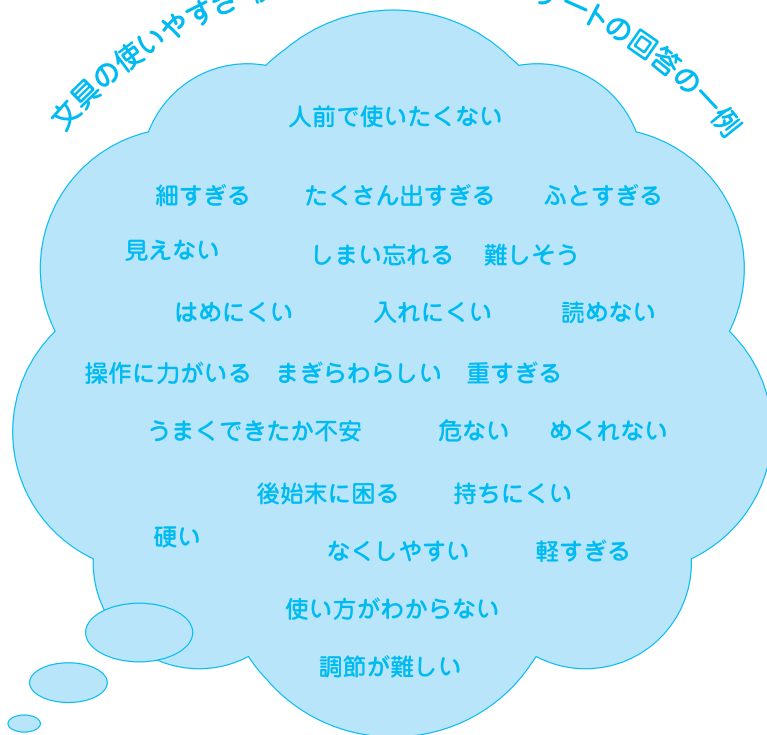 文具の使いやすさ
ートの回答の一例
人前で使いたくない
細すぎる たくさん出すぎる ふとすぎる
見えない しまい忘れる 難しそう
はめにくい 入れにくい 読めない
操作に力がいる まぎらわらしい 重すぎる
うまくできたか不安 危ない めくれない
後始末に困る 持ちにくい
硬い なくしやすい 軽すぎる
使い方がわからない
調節が難しい